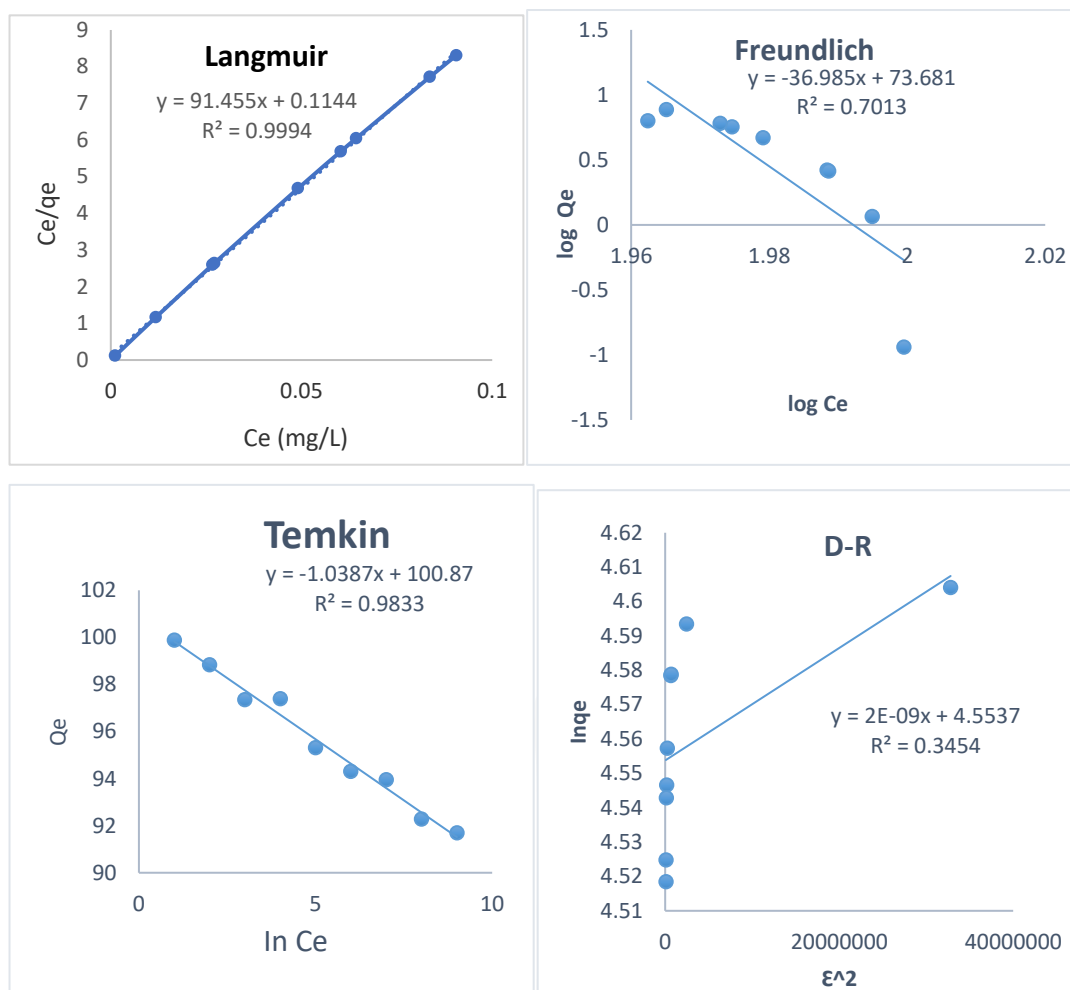 Langmuir
y = 91.455x + 0.1144
R² = 0.9994
9
8
7
6
5
4
3
2
1
0
Ce/qe
0
0.05
0.1
Ce (mg/L)
Freundlich
y = -36.985x + 73.681
R² = 0.7013
1.5
1
0.5
0
-0.5
-1
-1.5
log Qe
1.96
1.98
2
2.02
log Ce
Temkin
y = -1.0387x + 100.87
R² = 0.9833
102
100
98
96
94
92
90
Qe
0
5
10
In Ce
D-R
4.62
4.61
4.6
4.59
4.58
4.57
4.56
4.55
4.54
4.53
4.52
4.51
lnqe
y = 2E-09x + 4.5537
R² = 0.3454
0
20000000
40000000
Ɛ^2